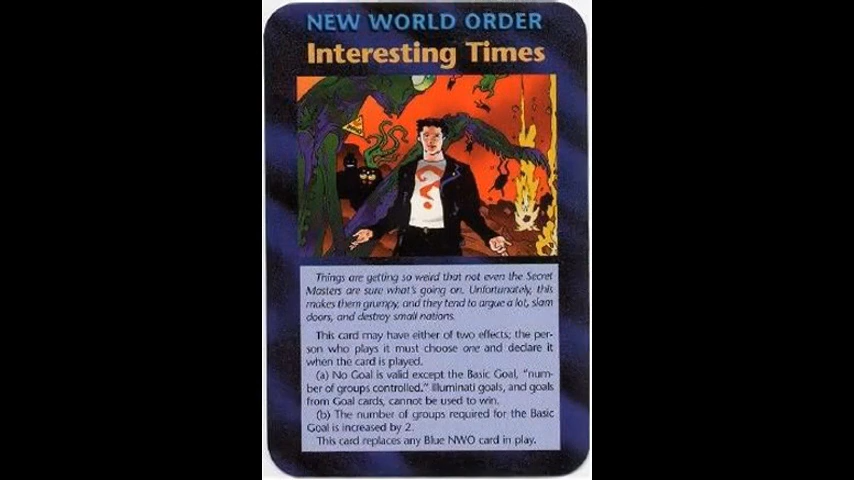 NEW WORLD ORDER
Interesting Times
?
Things are getting so weird that not even the Secret
Masters are sure what's going on. Unfortunately, this
makes them grumpy, and they tend to argue a lot, slam
doors, and destroy small nations.
This card may have either of two effects; the per-
son who plays it must choose one and declare it
when the card is played.
(a) No Goal is valid except the Basic Goal, "num-
ber of groups controlled." Illuminati goals, and goals
from Goal cards, cannot be used to win.
(b) The number of groups required for the Basic
Goal is increased by 2.
This card replaces any Blue NWO card in play.